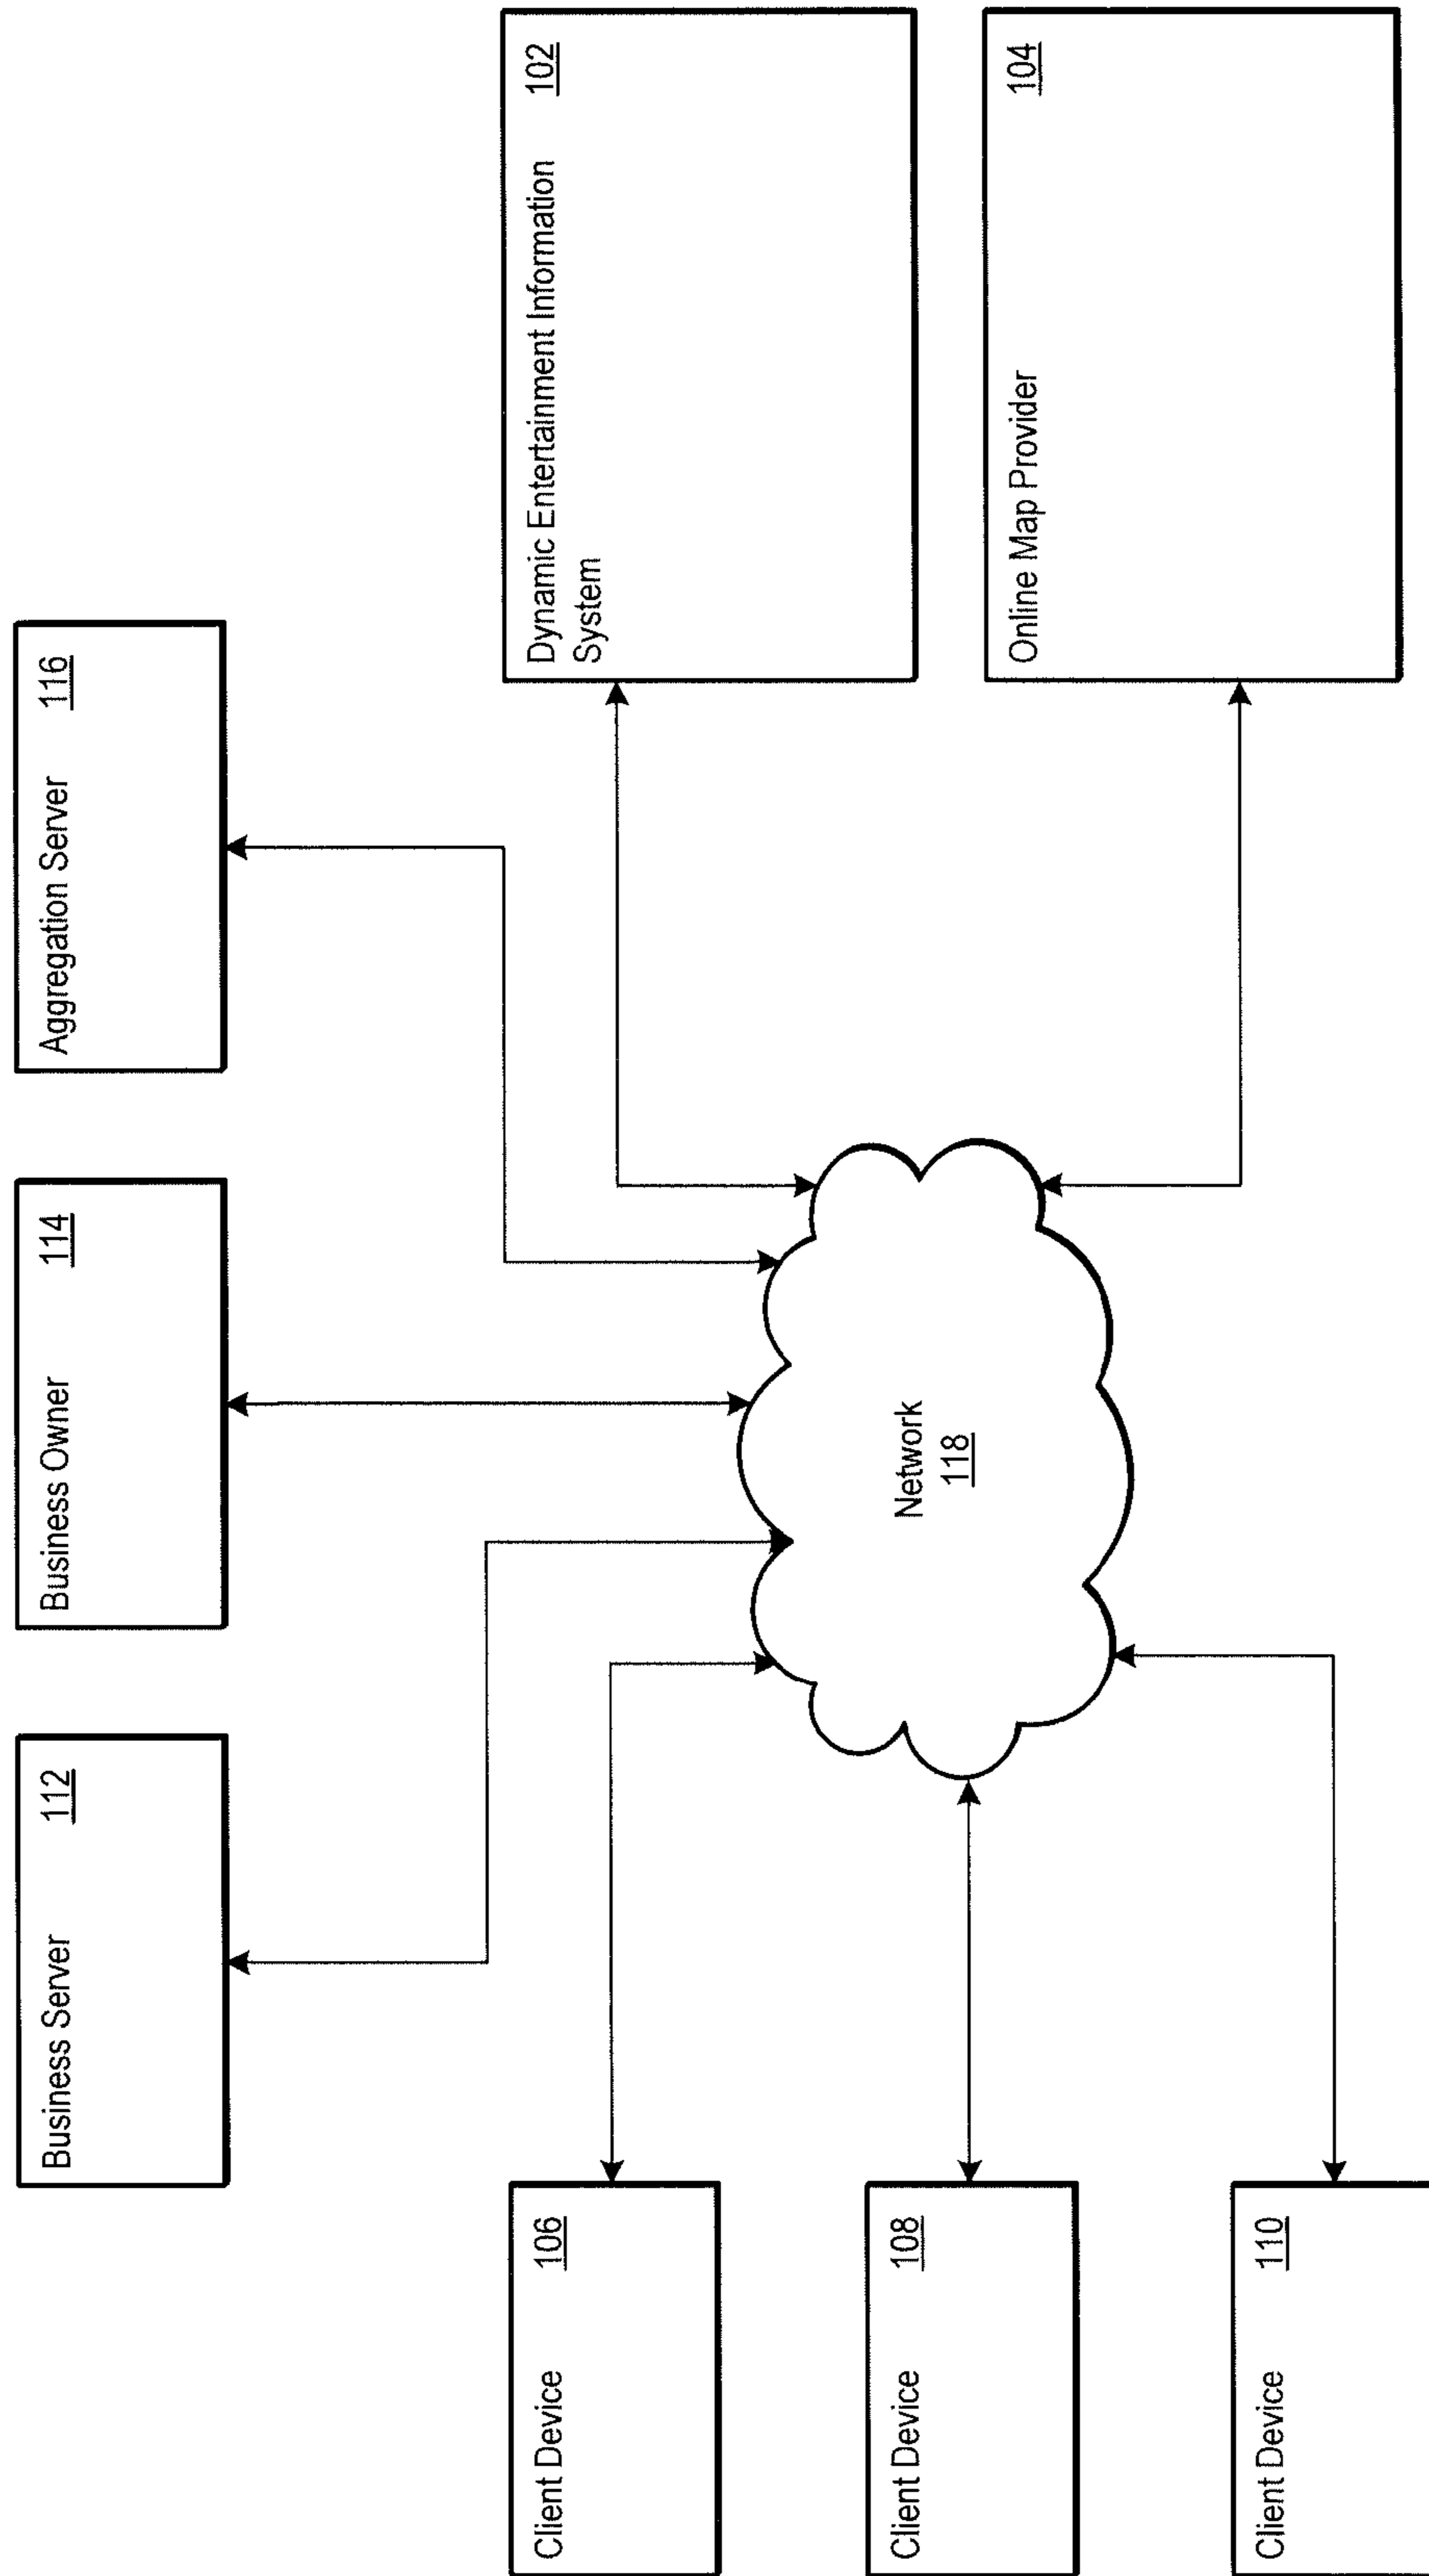 Business Server
112
Business Owner
114
Aggregation Server
116
Client Device
106
Client Device
108
Client Device
110
Network
118
Dynamic Entertainment Information
System
102
Online Map Provider
104